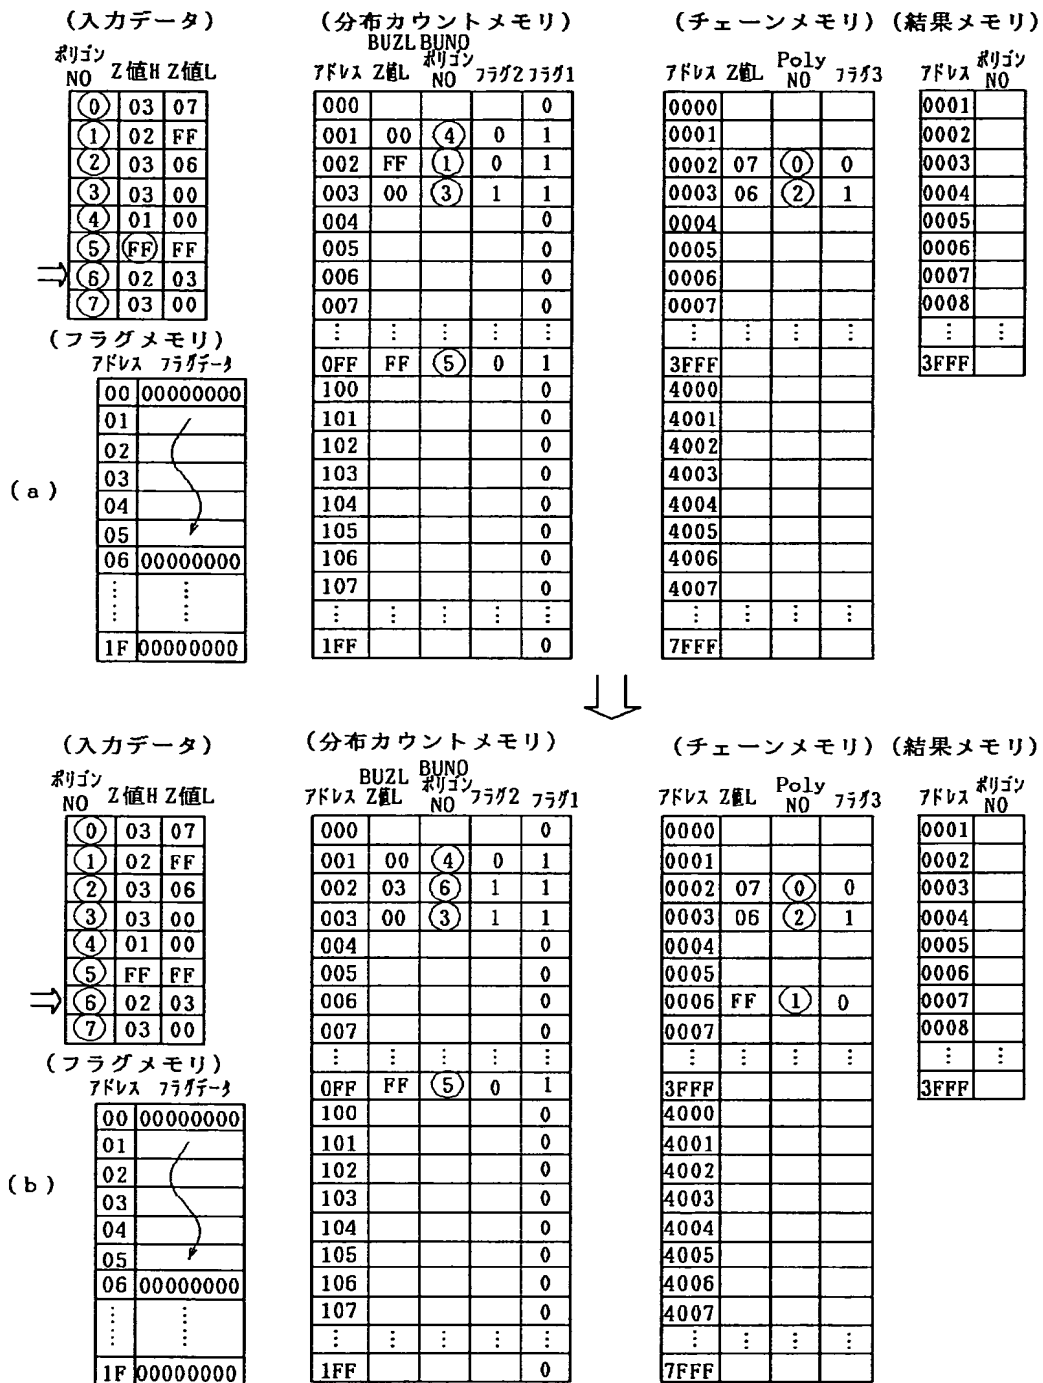 (入力データ) (分布カウントメモリ) (チェーンメモリ) (結果メモリ)
ポリゴンNO Z値H Z値L
⓪ 03 07
① 02 FF
② 03 06
③ 03 00
④ 01 00
⑤ FF FF
⇒ ⑥ 02 03
⑦ 03 00
(フラグメモリ)
アドレス フラグデータ
00 00000000
01
02
03
04
05
06 00000000
⋮ ⋮
1F 00000000
(a)
BUZL BUNO
アドレス Z値L ポリゴンNO フラグ2 フラグ1
000 0
001 00 ④ 0 1
002 FF ① 0 1
003 00 ③ 1 1
004 0
005 0
006 0
007 0
⋮ ⋮ ⋮ ⋮ ⋮
0FF FF ⑤ 0 1
100 0
101 0
102 0
103 0
104 0
105 0
106 0
107 0
⋮ ⋮ ⋮ ⋮ ⋮
1FF 0
アドレス Z値L Poly NO フラグ3
0000
0001
0002 07 ⓪ 0
0003 06 ② 1
0004
0005
0006
0007
⋮ ⋮ ⋮ ⋮
3FFF
4000
4001
4002
4003
4004
4005
4006
4007
⋮ ⋮ ⋮ ⋮
7FFF
アドレス ポリゴンNO
0001
0002
0003
0004
0005
0006
0007
0008
⋮ ⋮
3FFF
(入力データ) (分布カウントメモリ) (チェーンメモリ) (結果メモリ)
ポリゴンNO Z値H Z値L
⓪ 03 07
① 02 FF
② 03 06
③ 03 00
④ 01 00
⑤ FF FF
⇒ ⑥ 02 03
⑦ 03 00
(フラグメモリ)
アドレス フラグデータ
00 00000000
01
02
03
04
05
06 00000000
⋮ ⋮
1F 00000000
(b)
BUZL BUNO
アドレス Z値L ポリゴンNO フラグ2 フラグ1
000 0
001 00 ④ 0 1
002 03 ⑥ 1 1
003 00 ③ 1 1
004 0
005 0
006 0
007 0
⋮ ⋮ ⋮ ⋮ ⋮
0FF FF ⑤ 0 1
100 0
101 0
102 0
103 0
104 0
105 0
106 0
107 0
⋮ ⋮ ⋮ ⋮ ⋮
1FF 0
アドレス Z値L Poly NO フラグ3
0000
0001
0002 07 ⓪ 0
0003 06 ② 1
0004
0005
0006 FF ① 0
0007
⋮ ⋮ ⋮ ⋮
3FFF
4000
4001
4002
4003
4004
4005
4006
4007
⋮ ⋮ ⋮ ⋮
7FFF
アドレス ポリゴンNO
0001
0002
0003
0004
0005
0006
0007
0008
⋮ ⋮
3FFF